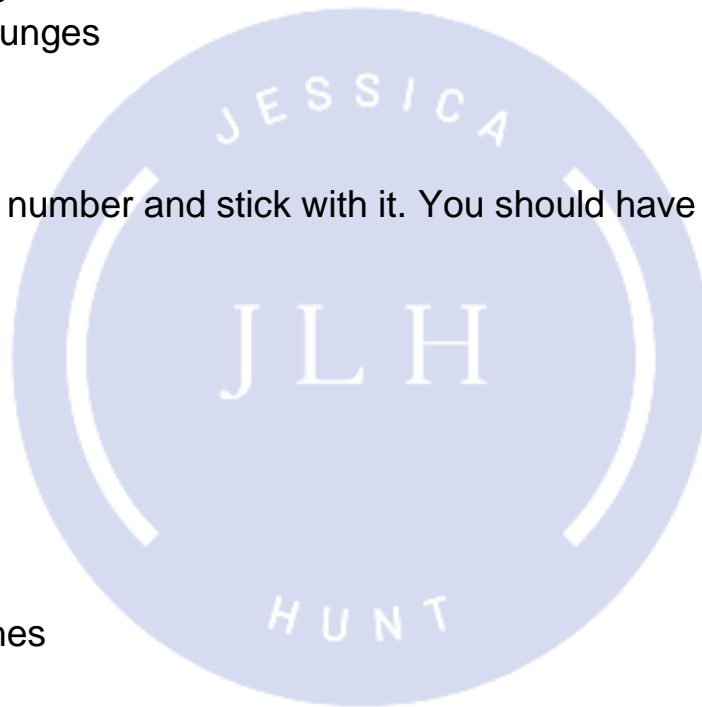 unges
JESSICA
number and stick with it. You should have
JLH
HUNT
nes